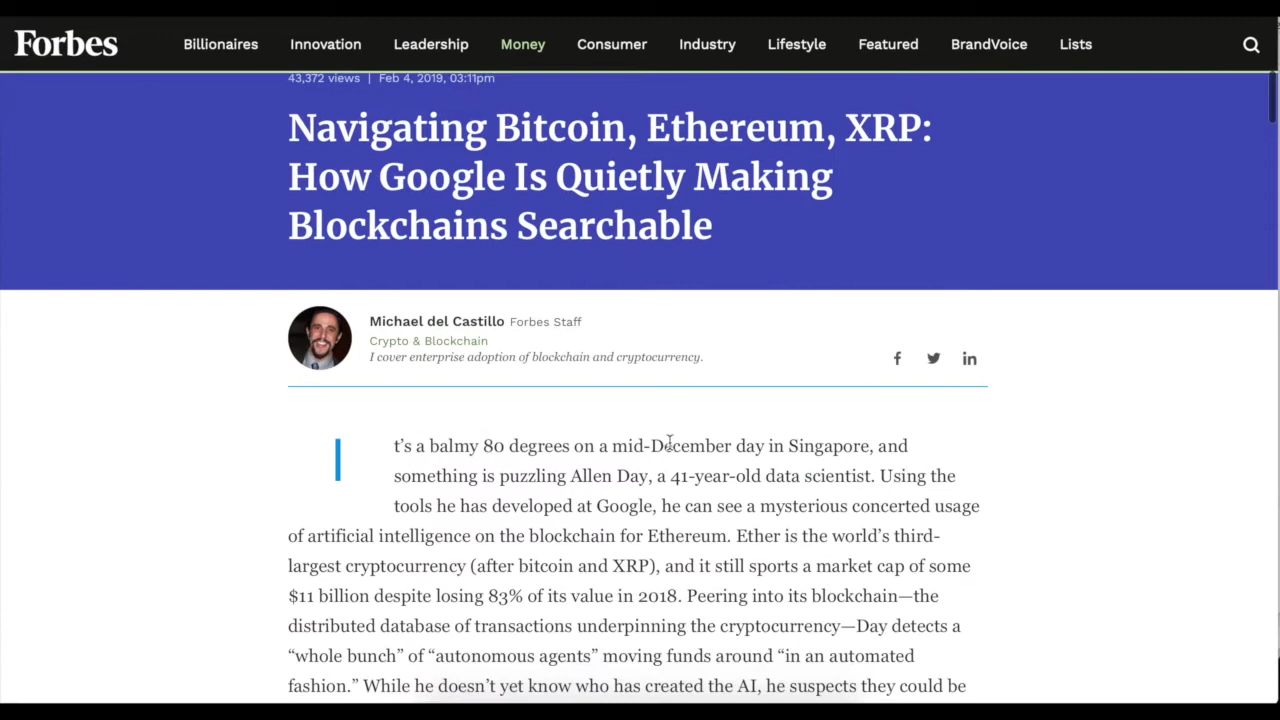 Forbes
Billionaires Innovation Leadership Money Consumer Industry Lifestyle Featured BrandVoice Lists
43,372 views | Feb 4, 2019, 03:11pm
Navigating Bitcoin, Ethereum, XRP:
How Google Is Quietly Making
Blockchains Searchable
Michael del Castillo Forbes Staff
Crypto & Blockchain
I cover enterprise adoption of blockchain and cryptocurrency.
It's a balmy 80 degrees on a mid-December day in Singapore, and
something is puzzling Allen Day, a 41-year-old data scientist. Using the
tools he has developed at Google, he can see a mysterious concerted usage
of artificial intelligence on the blockchain for Ethereum. Ether is the world's third-
largest cryptocurrency (after bitcoin and XRP), and it still sports a market cap of some
$11 billion despite losing 83% of its value in 2018. Peering into its blockchain—the
distributed database of transactions underpinning the cryptocurrency—Day detects a
“whole bunch” of “autonomous agents” moving funds around “in an automated
fashion.” While he doesn't yet know who has created the AI, he suspects they could be